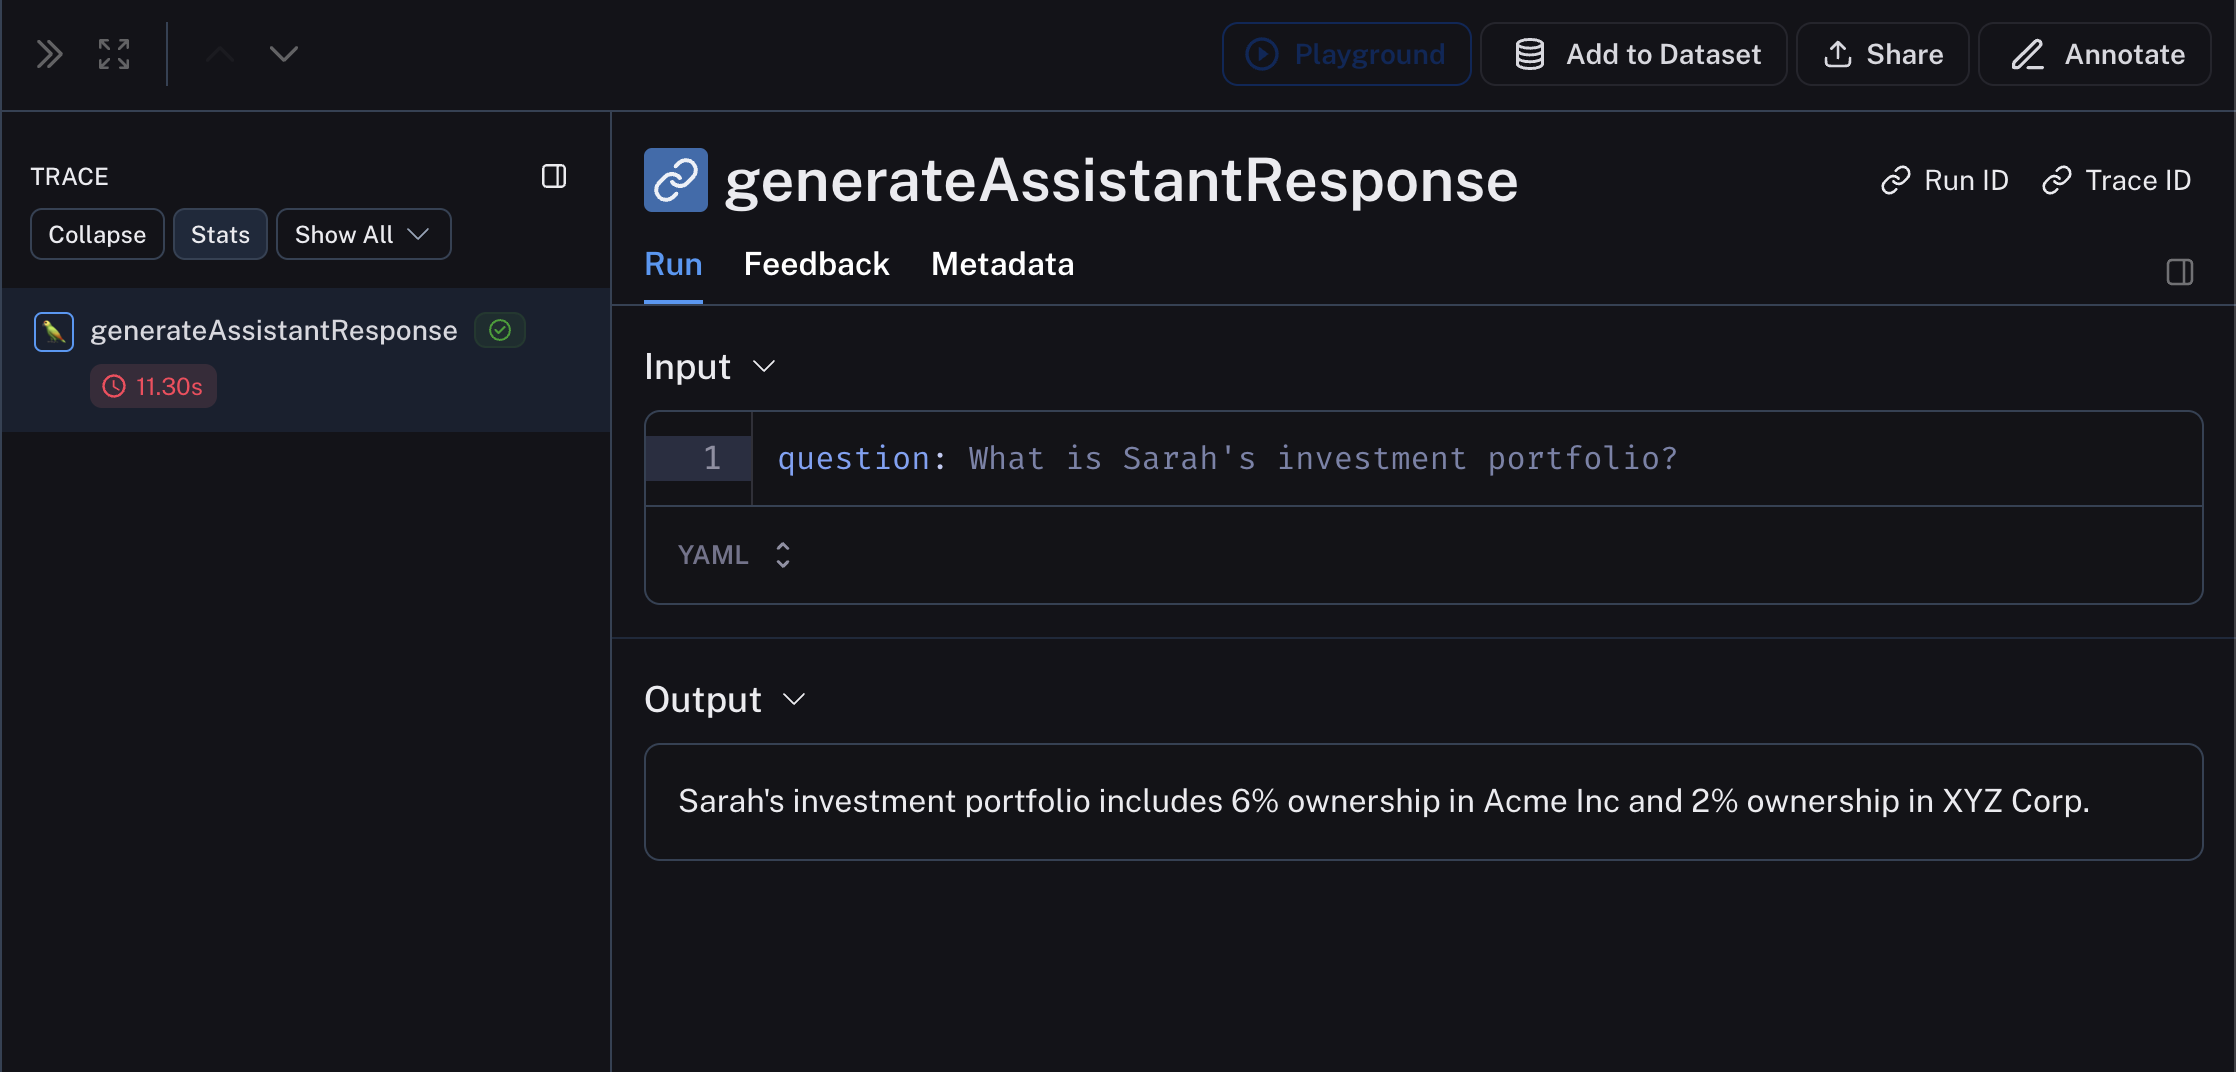 Playground
Add to Dataset
Share
Annotate
TRACE
Collapse
Stats
Show All
generateAssistantResponse
11.30s
generateAssistantResponse
Run ID
Trace ID
Run
Feedback
Metadata
Input
1
question: What is Sarah's investment portfolio?
YAML
Output
Sarah's investment portfolio includes 6% ownership in Acme Inc and 2% ownership in XYZ Corp.